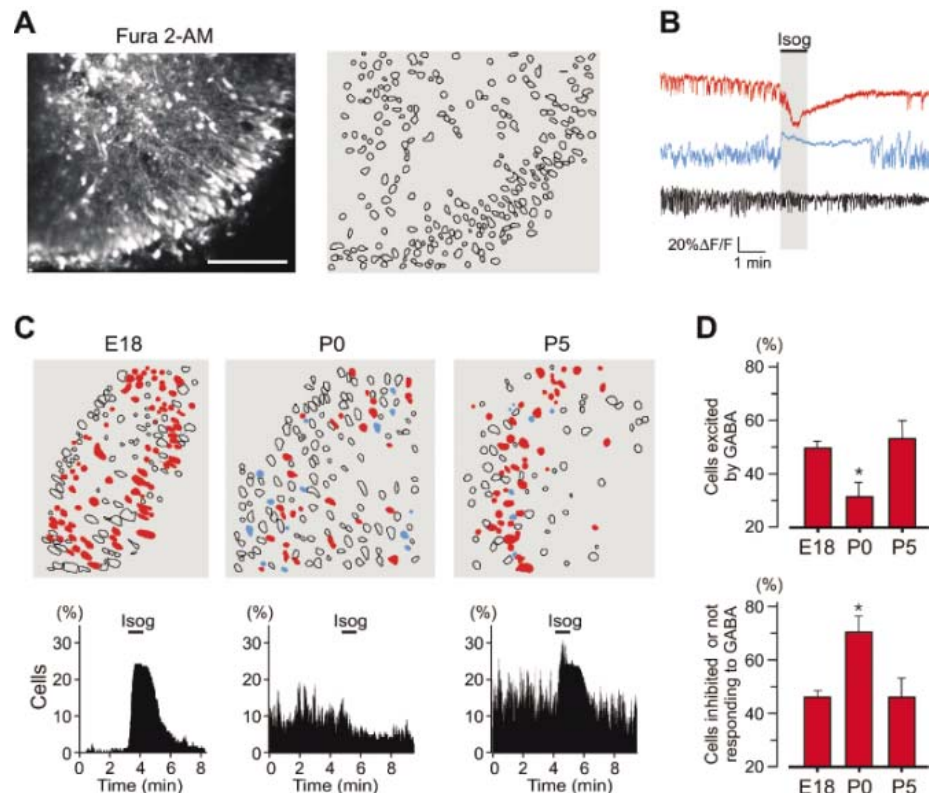 A
Fura 2-AM
B
Isog
20%ΔF/F
1 min
C
E18
P0
P5
(%)
30
20
10
0
Cells
Isog
0 2 4 6 8
Time (min)
(%)
30
20
10
0
Isog
0 2 4 6 8
Time (min)
(%)
30
20
10
0
Isog
0 2 4 6 8
Time (min)
D
(%)
80
60
40
20
Cells excited
by GABA
*
E18 P0 P5
(%)
80
60
40
20
Cells inhibited or not
responding to GABA
*
E18 P0 P5